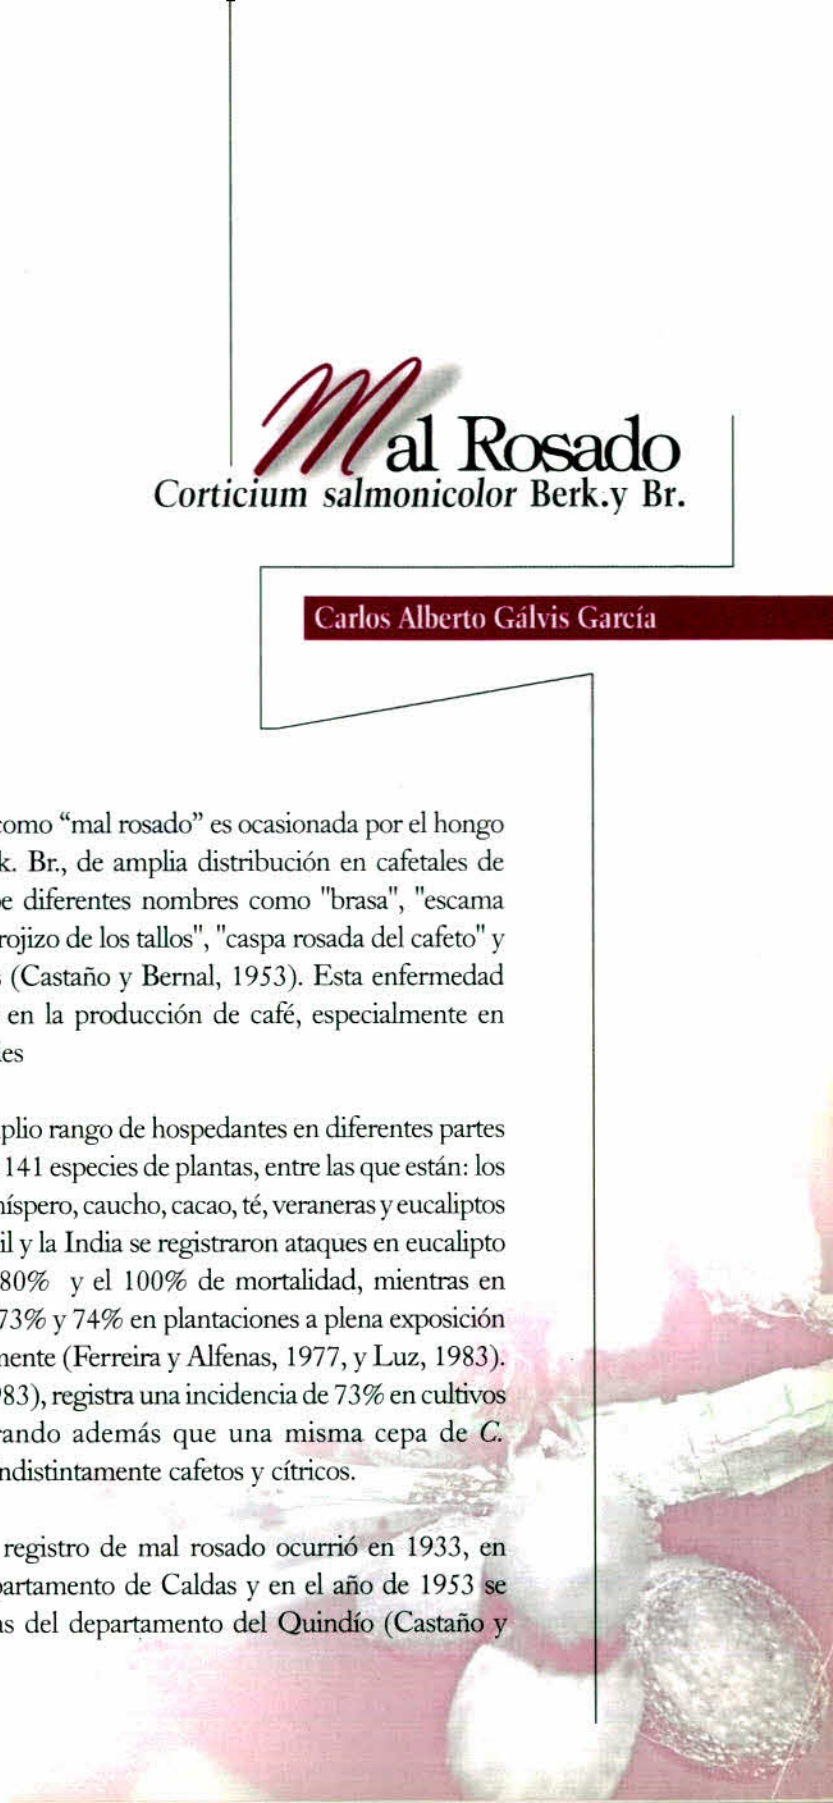 Mal Rosado
Corticium salmonicolor Berk.y Br.
Carlos Alberto Gálvis García
como “mal rosado” es ocasionada por el hongo
k. Br., de amplia distribución en cafetales de
e diferentes nombres como "brasa", "escama
rojizo de los tallos", "caspa rosada del cafeto" y
s (Castaño y Bernal, 1953). Esta enfermedad
en la producción de café, especialmente en
es
plio rango de hospedantes en diferentes partes
141 especies de plantas, entre las que están: los
níspero, caucho, cacao, té, veraneras y eucaliptos
il y la India se registraron ataques en eucalipto
80% y el 100% de mortalidad, mientras en
73% y 74% en plantaciones a plena exposición
mente (Ferreira y Alfenas, 1977, y Luz, 1983).
983), registra una incidencia de 73% en cultivos
rando además que una misma cepa de C.
indistintamente cafetos y cítricos.
registro de mal rosado ocurrió en 1933, en
partamento de Caldas y en el año de 1953 se
as del departamento del Quindío (Castaño y